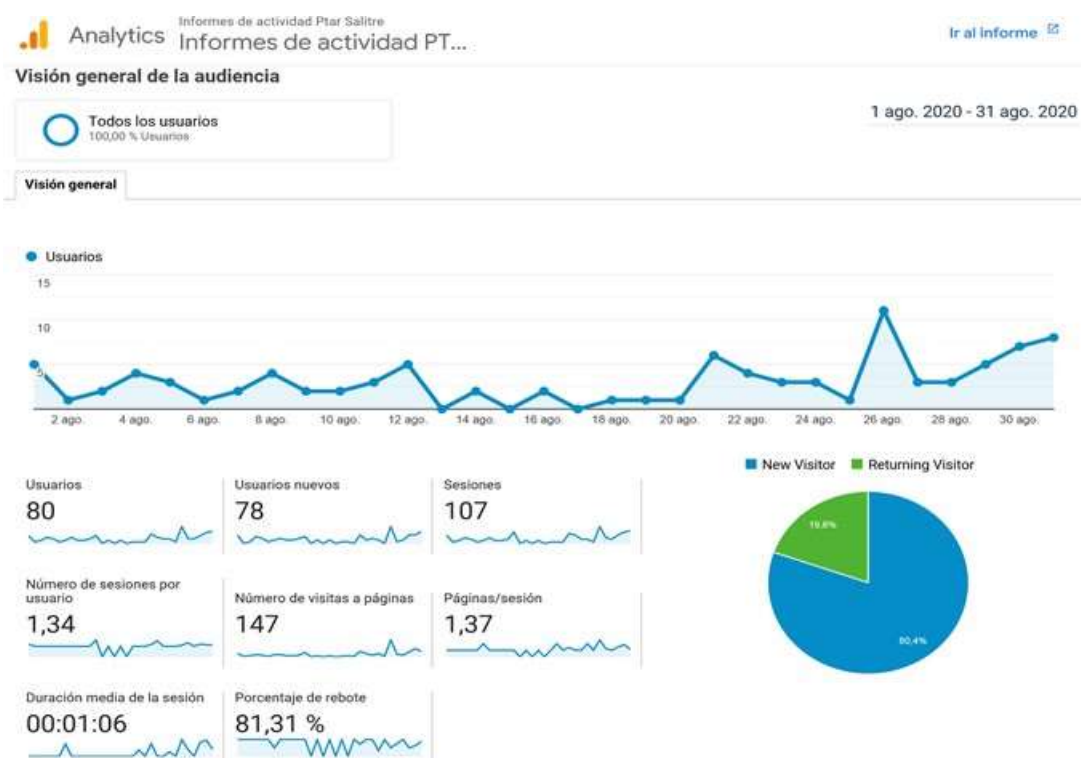 Informes de actividad Ptar Salitre
Analytics Informes de actividad PT...
Ir al informe
Visión general de la audiencia
Todos los usuarios
100,00 % Usuarios
1 ago. 2020 - 31 ago. 2020
Visión general
Usuarios
15
10
5
2 ago. 4 ago. 6 ago. 8 ago. 10 ago. 12 ago. 14 ago. 16 ago. 18 ago. 20 ago. 22 ago. 24 ago. 26 ago. 28 ago. 30 ago.
New Visitor Returning Visitor
Usuarios
80
Usuarios nuevos
78
Sesiones
107
19,6%
80,4%
Número de sesiones por
usuario
1,34
Número de visitas a páginas
147
Páginas/sesión
1,37
Duración media de la sesión
00:01:06
Porcentaje de rebote
81,31 %